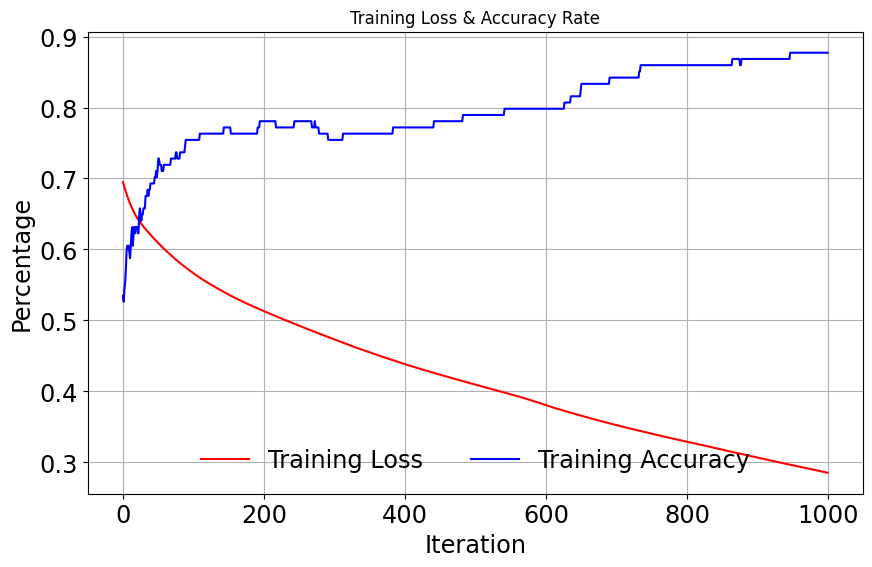 Training Loss & Accuracy Rate
0.9
0.8
0.7
0.6
0.5
0.4
0.3
Percentage
Training Loss
Training Accuracy
0 200 400 600 800 1000
Iteration